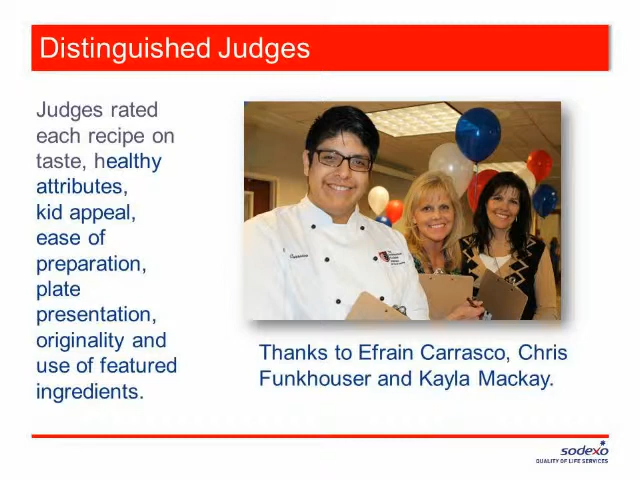 Distinguished Judges
Judges rated
each recipe on
taste, healthy
attributes,
kid appeal,
ease of
preparation,
plate
presentation,
originality and
use of featured
ingredients.
Thanks to Efrain Carrasco, Chris
Funkhouser and Kayla Mackay.
sodexo
QUALITY OF LIFE SERVICES